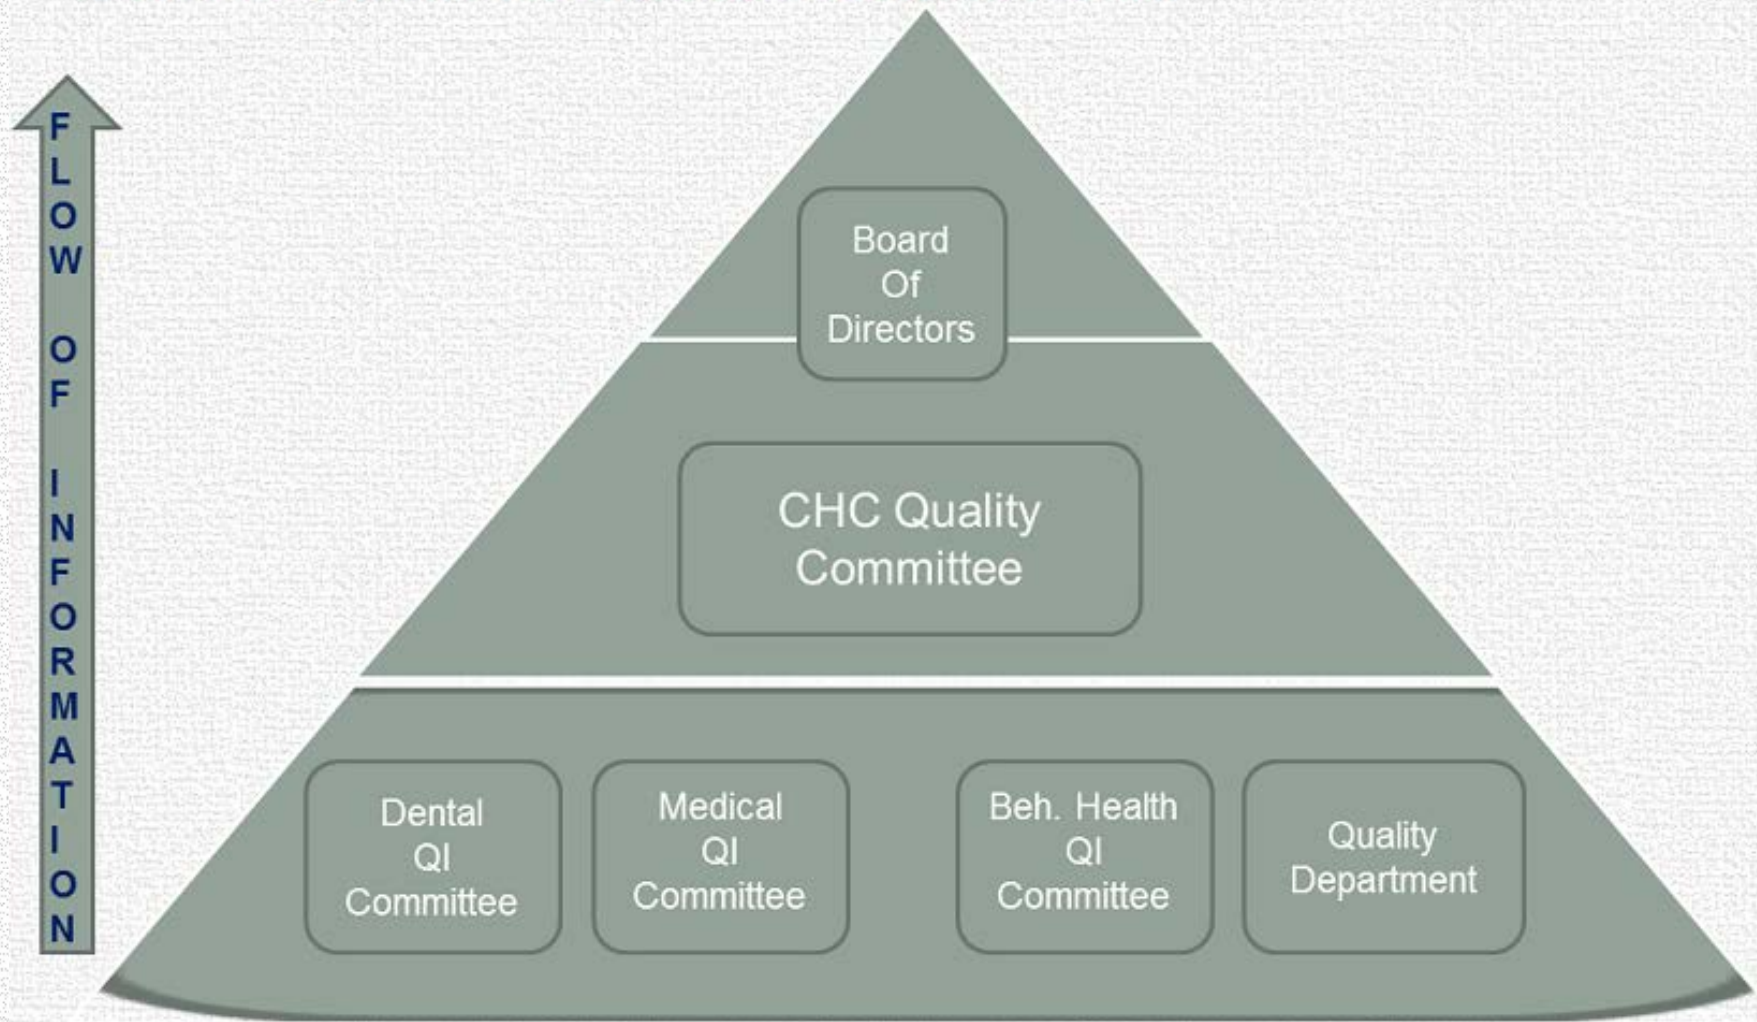 FLOW OF INFORMATION
Board
Of
Directors
CHC Quality
Committee
Dental
QI
Committee
Medical
QI
Committee
Beh. Health
QI
Committee
Quality
Department